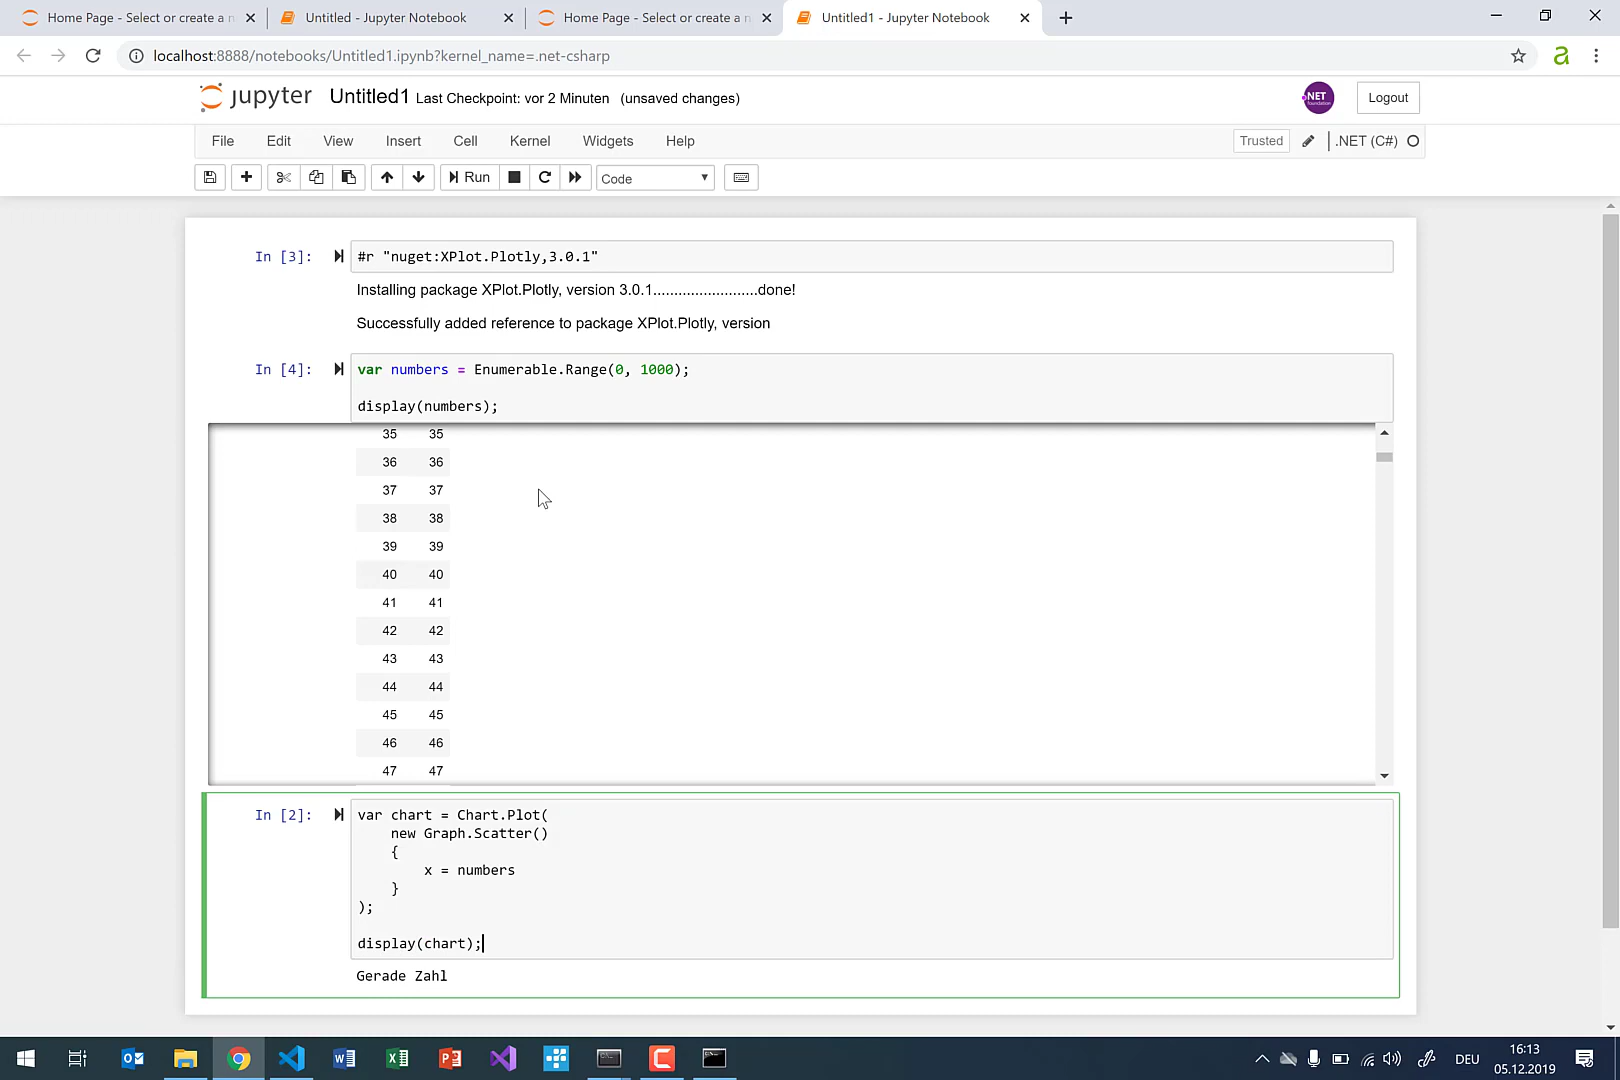 Home Page - Select or create a n
Untitled - Jupyter Notebook
Home Page - Select or create a n
Untitled1 - Jupyter Notebook
localhost:8888/notebooks/Untitled1.ipynb?kernel_name=.net-csharp
a
jupyter Untitled1 Last Checkpoint: vor 2 Minuten (unsaved changes)
.NET
foundation
Logout
File Edit View Insert Cell Kernel Widgets Help
Trusted
.NET (C#)
Run
Code
In [3]: #r "nuget:XPlot.Plotly,3.0.1"
Installing package XPlot.Plotly, version 3.0.1.........................done!
Successfully added reference to package XPlot.Plotly, version
In [4]: var numbers = Enumerable.Range(0, 1000);
display(numbers);
35 35
36 36
37 37
38 38
39 39
40 40
41 41
42 42
43 43
44 44
45 45
46 46
47 47
In [2]: var chart = Chart.Plot(
new Graph.Scatter()
{
x = numbers
}
);
display(chart);
Gerade Zahl
DEU
16:13
05.12.2019